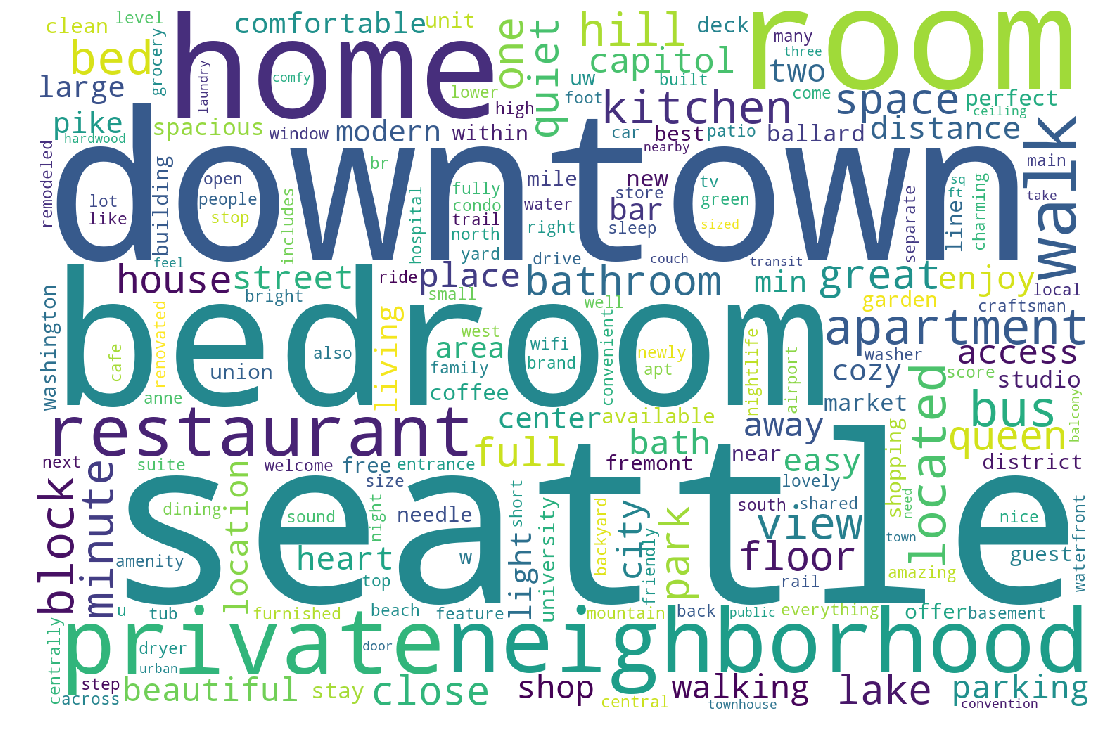 clean
level
grocery
comfortable
unit
hill
deck
many
three
room
bed
home
laundry
comfy
one
quiet
capitol
two
large
lower
uw
built
come
space
perfect
ceiling
high
foot
kitchen
pike
hardwood
spacious
window
modern
within
car
best
patio
ballard
distance
nearby
walk
remodeled
downtown
main
take
lot
like
building
open
people
stop
includes
br
hospital
fully
condo
trail
north
yard
mile
water
right
drive
new
store
bar
sleep
couch
tv
green
sized
transit
separate
line
sq
ft
charming
feel
house
street
bright
ride
place
small
bathroom
min
great
enjoy
local
garden
craftsman
washington
bedroom
well
apartment
cafe
renovated
anne
union
also
living
west
area
family
coffee
wifi
brand
convenient
newly
apt
nightlife
airport
washer
cozy
market
access
score
studio
balcony
restaurant
center
available
away
located
bus
queen
full
bath
fremont
near
easy
shopping
district
next
block
minute
suite
welcome
free
entrance
size
lovely
need
seattle
dining
location
sound
night
needle
short
south
shared
view
nice
amenity
heart
top
w
light
university
backyard
city
friendly
park
floor
rail
town
amazing
guest
waterfront
u
tub
furnished
beach
feature
mountain
back
public
everything
offer
basement
centrally
private
neighborhood
dryer
urban
door
step
across
beautiful
stay
close
shop
central
walking
townhouse
lake
parking
convention